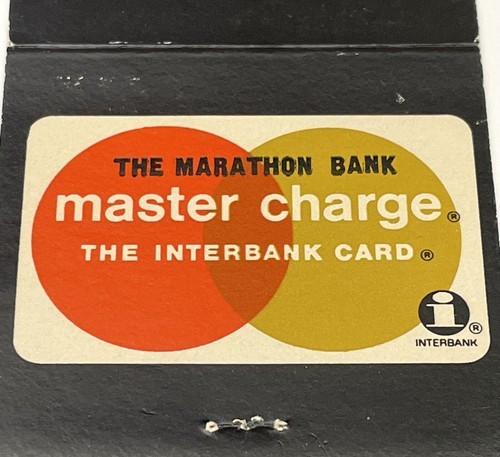 THE MARATHON BANK
master charge®
THE INTERBANK CARD®
i®
INTERBANK